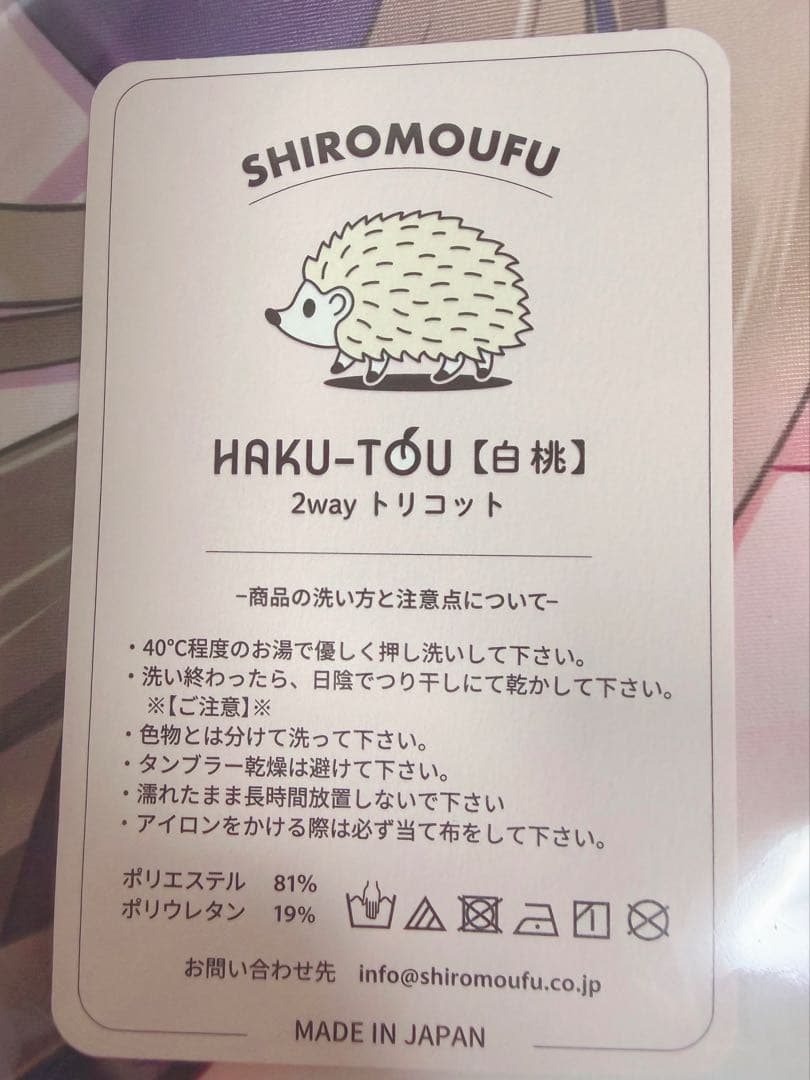 SHIROMOUFU
HAKU-TOU【白桃】
2way トリコット
−商品の洗い方と注意点について−
・40℃程度のお湯で優しく押し洗いして下さい。
・洗い終わったら、日陰でつり干しにて乾かして下さい。
※【ご注意】※
・色物とは分けて洗って下さい。
・タンブラー乾燥は避けて下さい。
・濡れたまま長時間放置しないで下さい
・アイロンをかける際は必ず当て布をして下さい。
ポリエステル 81%
ポリウレタン 19%
お問い合わせ先 info@shiromoufu.co.jp
MADE IN JAPAN